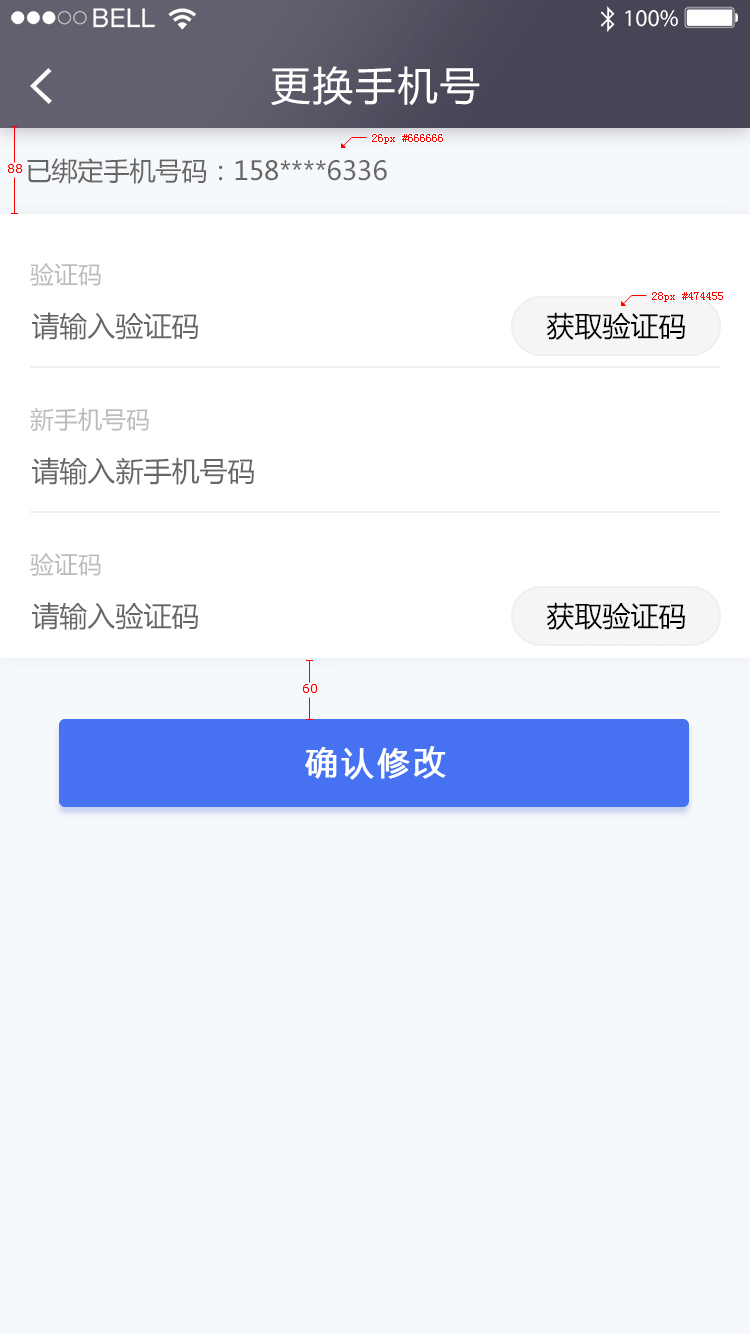 BELL 100%
更换手机号
26px #666666
88
已绑定手机号码：158****6336
验证码
28px #474455
请输入验证码 获取验证码
新手机号码
请输入新手机号码
验证码
请输入验证码 获取验证码
60
确认修改